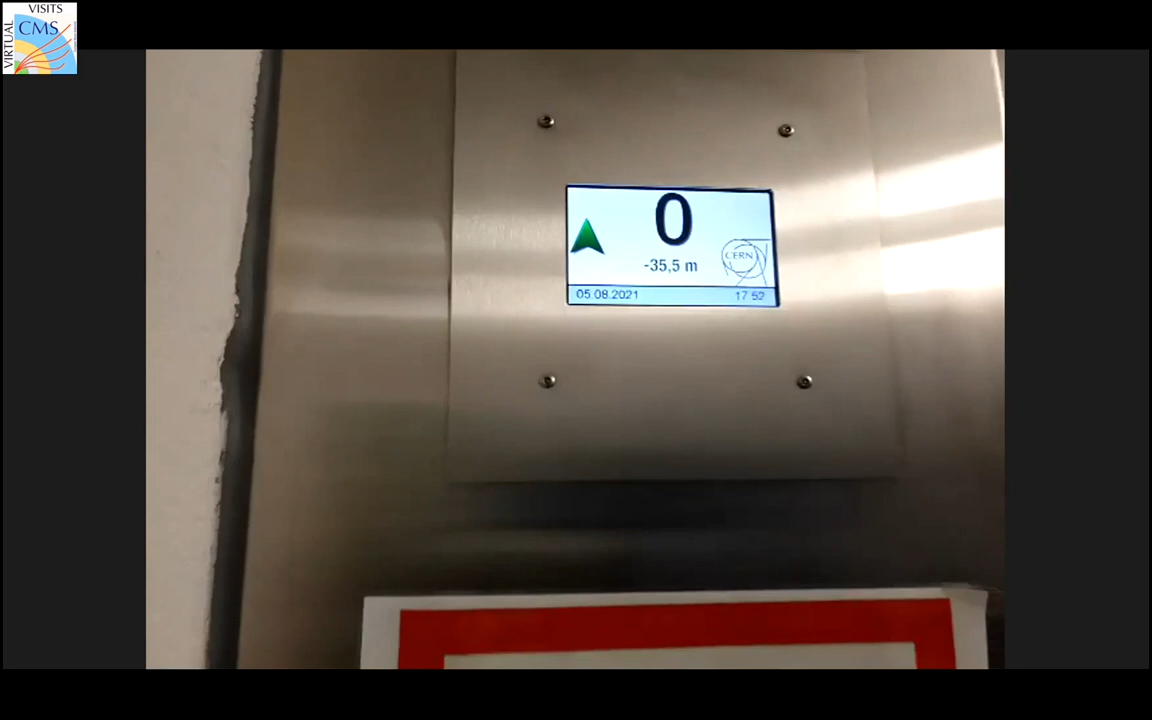 VISITS
CMS
VIRTUAL
0
-35,5 m
CERN
05.08.2021 17:52